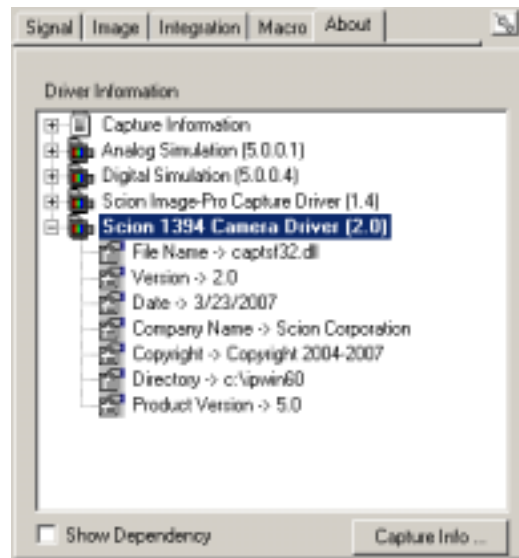 Signal Image Integration Macro About
Driver Information
Capture Information
Analog Simulation (5.0.0.1)
Digital Simulation (5.0.0.4)
Scion Image-Pro Capture Driver (1.4)
Scion 1394 Camera Driver (2.0)
File Name -> captsf32.dll
Version -> 2.0
Date -> 3/23/2007
Company Name -> Scion Corporation
Copyright -> Copyright 2004-2007
Directory -> c:\ipwin60
Product Version -> 5.0
Show Dependency Capture Info ...